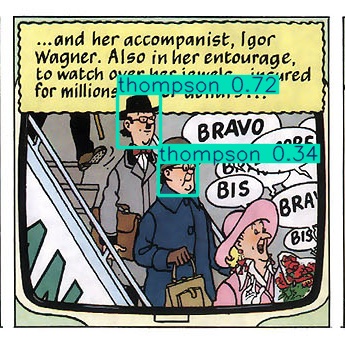 ...and her accompanist, Igor
Wagner. Also in her entourage,
to watch over her jewels, insured
for millions
thompson 0.72
BRAVO
thompson 0.34
BIS
BRA
BIS